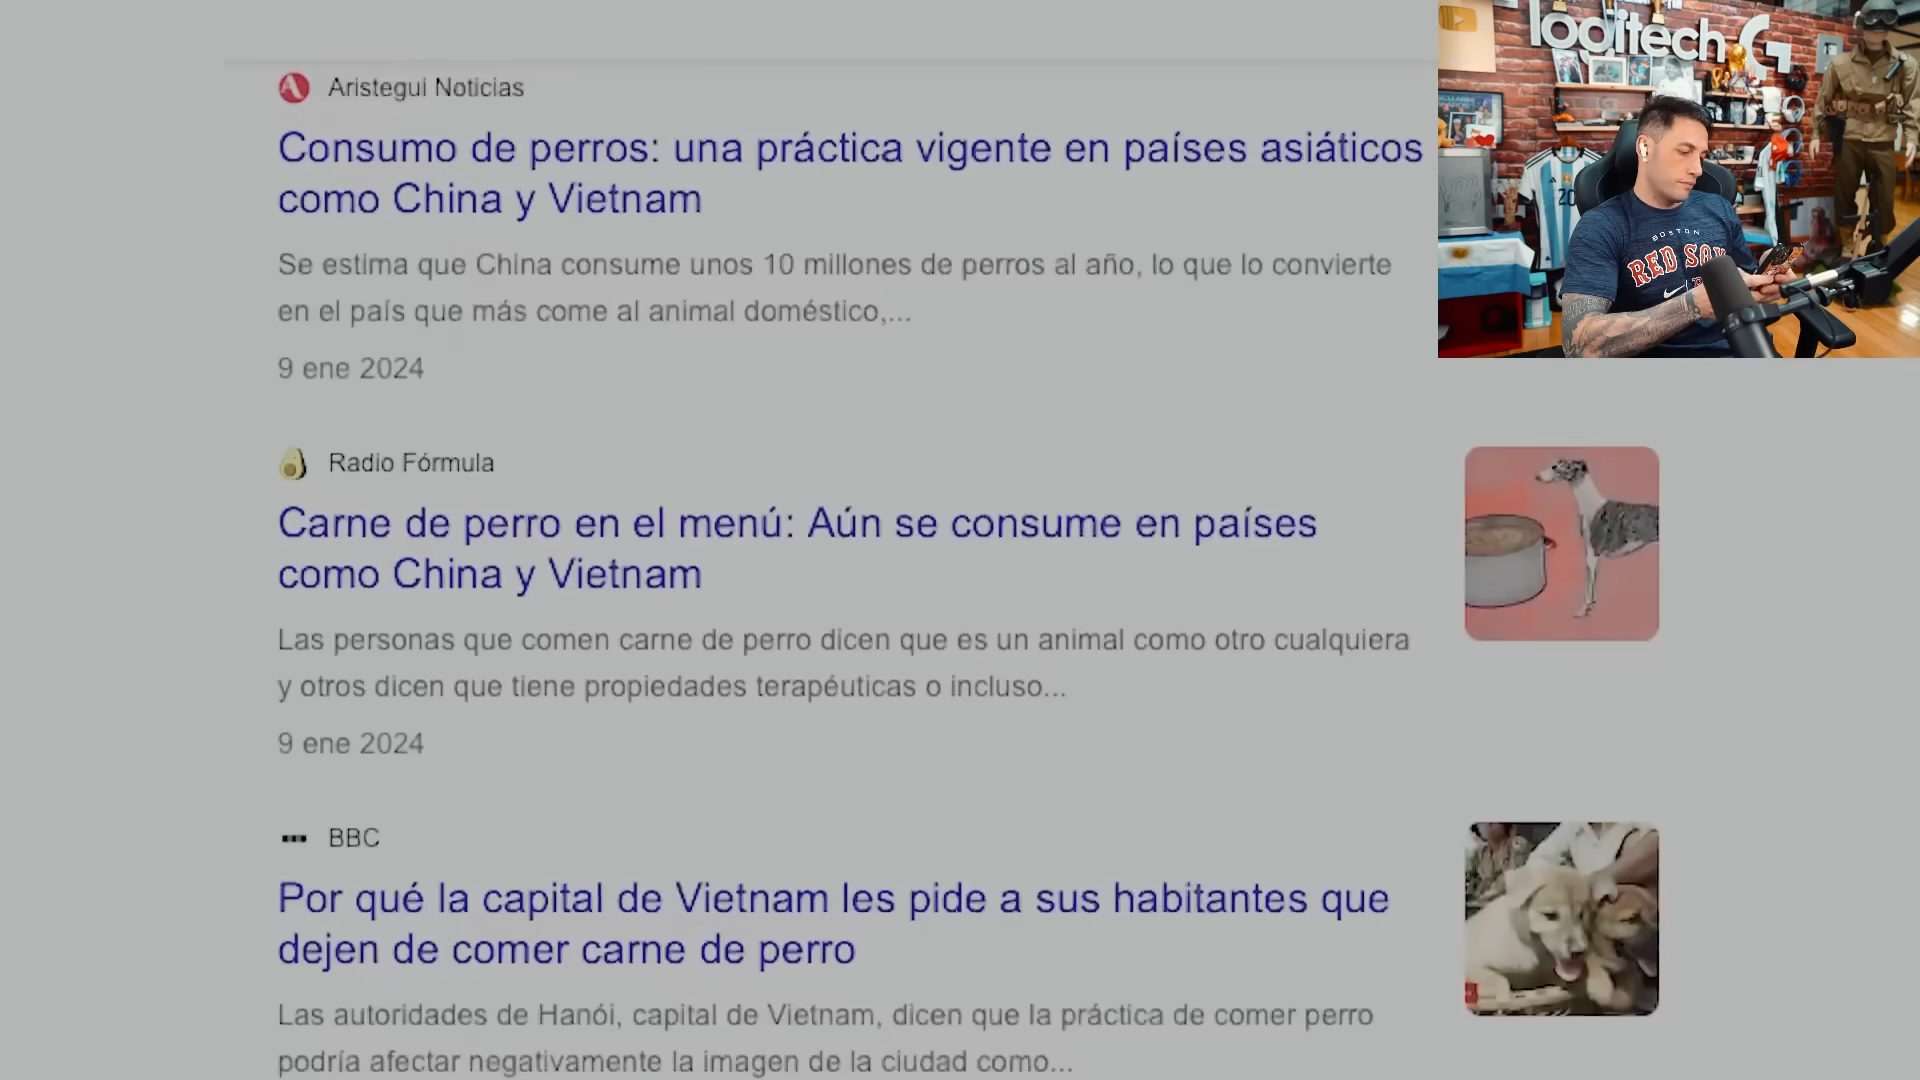 Aristegui Noticias
Consumo de perros: una práctica vigente en países asiáticos
como China y Vietnam
Se estima que China consume unos 10 millones de perros al año, lo que lo convierte
en el país que más come al animal doméstico,...
9 ene 2024
Radio Fórmula
Carne de perro en el menú: Aún se consume en países
como China y Vietnam
Las personas que comen carne de perro dicen que es un animal como otro cualquiera
y otros dicen que tiene propiedades terapéuticas o incluso...
9 ene 2024
BBC
Por qué la capital de Vietnam les pide a sus habitantes que
dejen de comer carne de perro
Las autoridades de Hanói, capital de Vietnam, dicen que la práctica de comer perro
podría afectar negativamente la imagen de la ciudad como...
logitech G
20
BOSTON
RED SOX